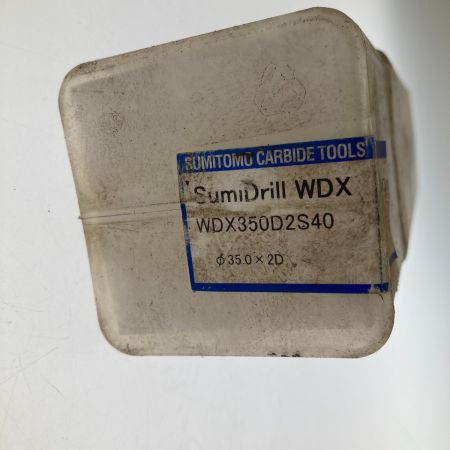 SUMITOMO CARBIDE TOOLS
SumiDrill WDX
WDX350D2S40
φ35.0×2D